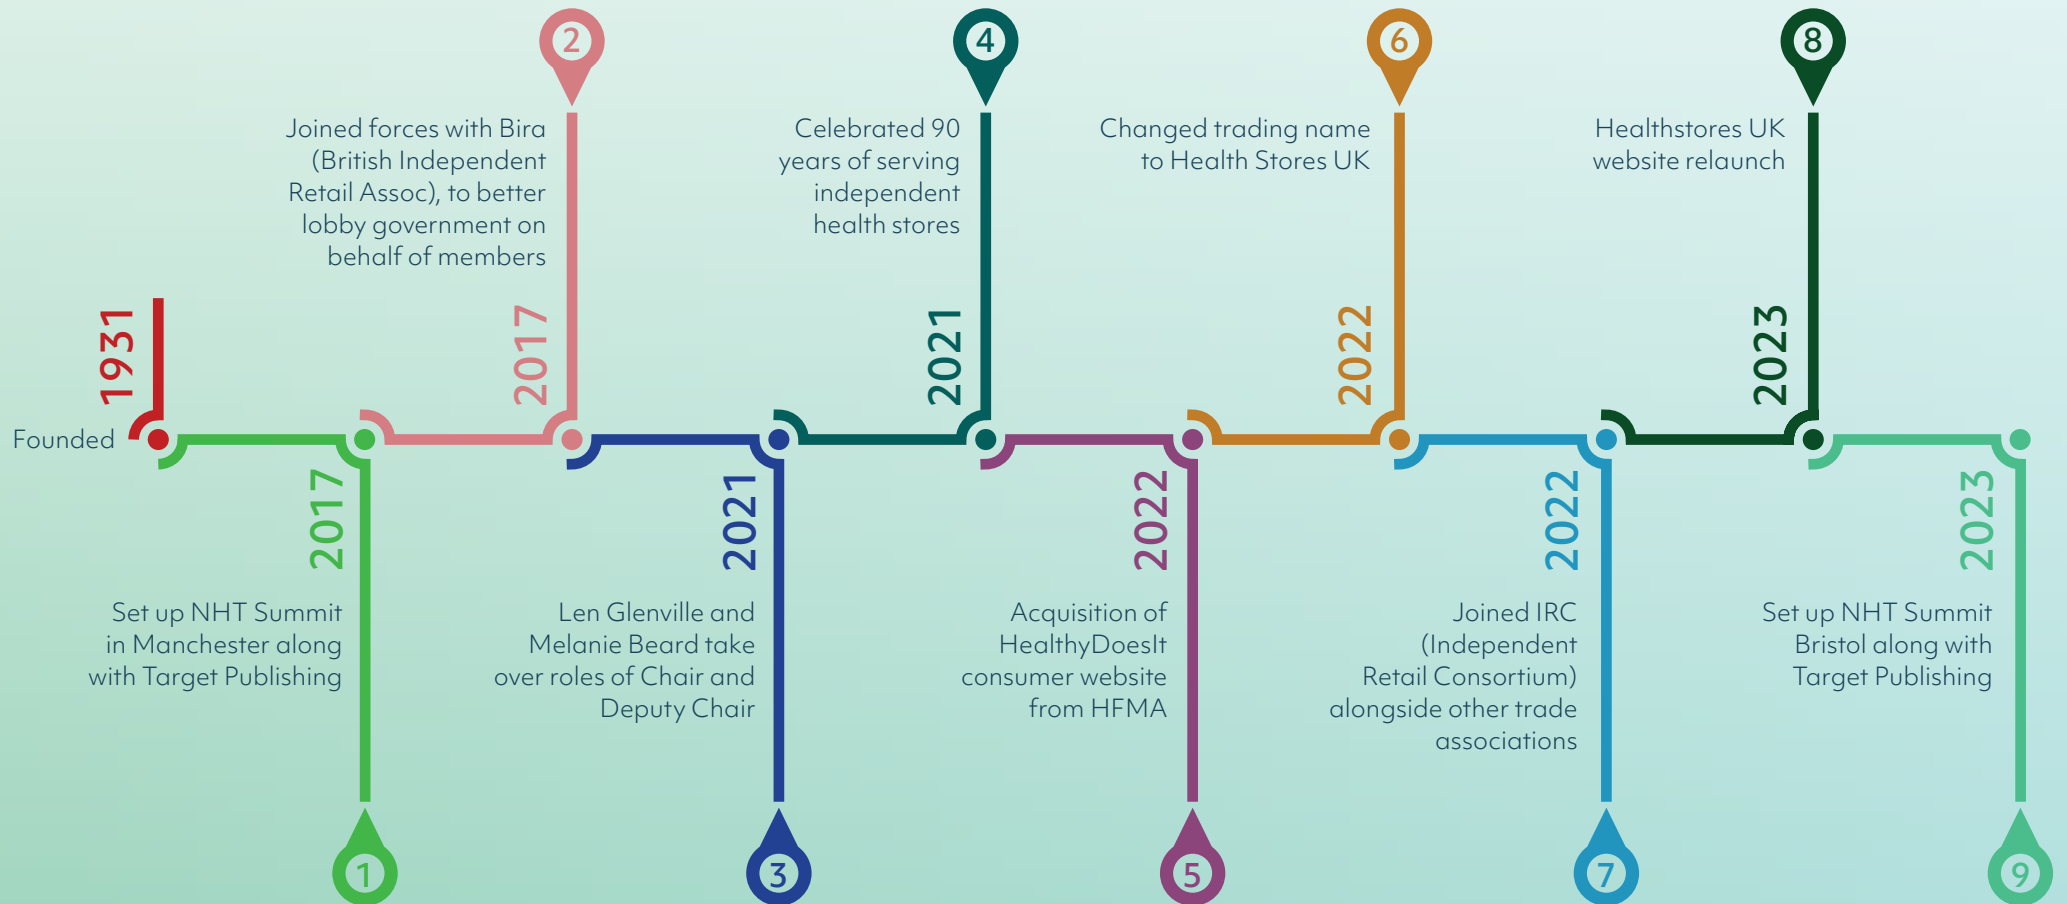 1931
Founded
1
2017
Set up NHT Summit
in Manchester along
with Target Publishing
2
Joined forces with Bira
(British Independent
Retail Assoc), to better
lobby government on
behalf of members
2017
2021
Len Glenville and
Melanie Beard take
over roles of Chair and
Deputy Chair
3
4
Celebrated 90
years of serving
independent
health stores
2021
2022
Acquisition of
HealthyDoesIt
consumer website
from HFMA
5
6
Changed trading name
to Health Stores UK
2022
2022
Joined IRC
(Independent
Retail Consortium)
alongside other trade
associations
7
8
Healthstores UK
website relaunch
2023
2023
Set up NHT Summit
Bristol along with
Target Publishing
9